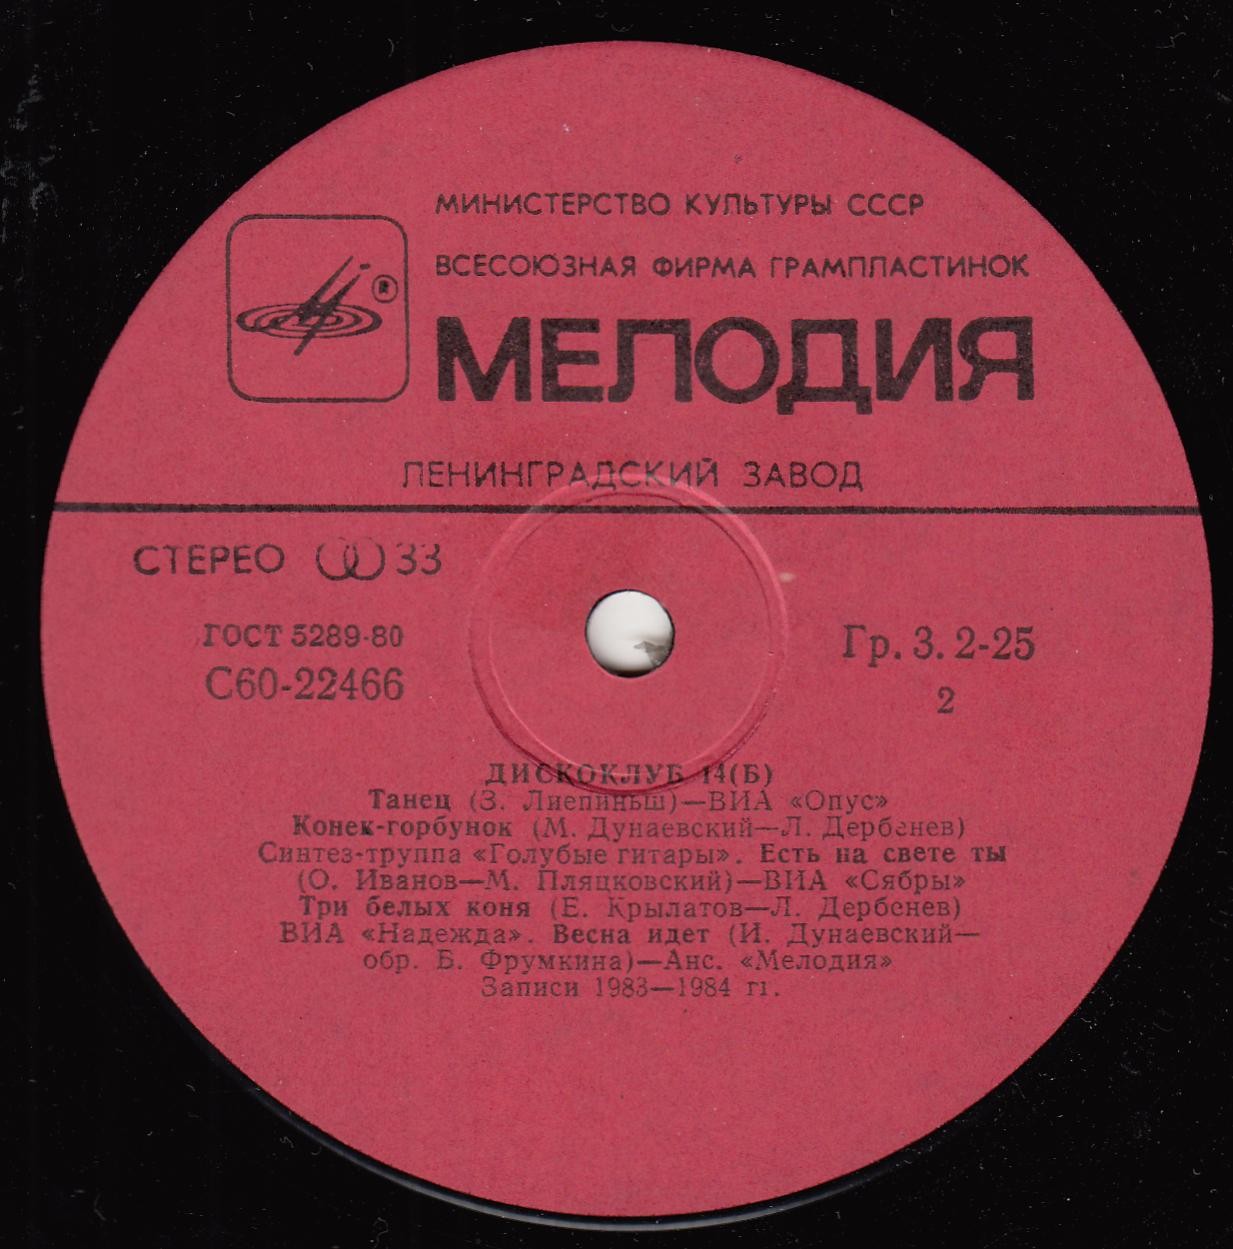 МИНИСТЕРСТВО КУЛЬТУРЫ СССР
ВСЕСОЮЗНАЯ ФИРМА ГРАМПЛАСТИНОК
®
МЕЛОДИЯ
ЛЕНИНГРАДСКИЙ ЗАВОД
СТЕРЕО 33
ГОСТ 5289-80
С60-22466
Гр. 3. 2-25
2
ДИСКОКЛУБ 14(Б)
Танец (З. Лиепиньш)—ВИА «Опус»
Конек-горбунок (М. Дунаевский—Л. Дербенев)
Синтез-труппа «Голубые гитары». Есть на свете ты
(О. Иванов—М. Пляцковский)—ВИА «Сябры»
Три белых коня (Е. Крылатов—Л. Дербенев)
ВИА «Надежда». Весна идет (И. Дунаевский—
обр. Б. Фрумкина)—Анс. «Мелодия»
Записи 1983—1984 гг.